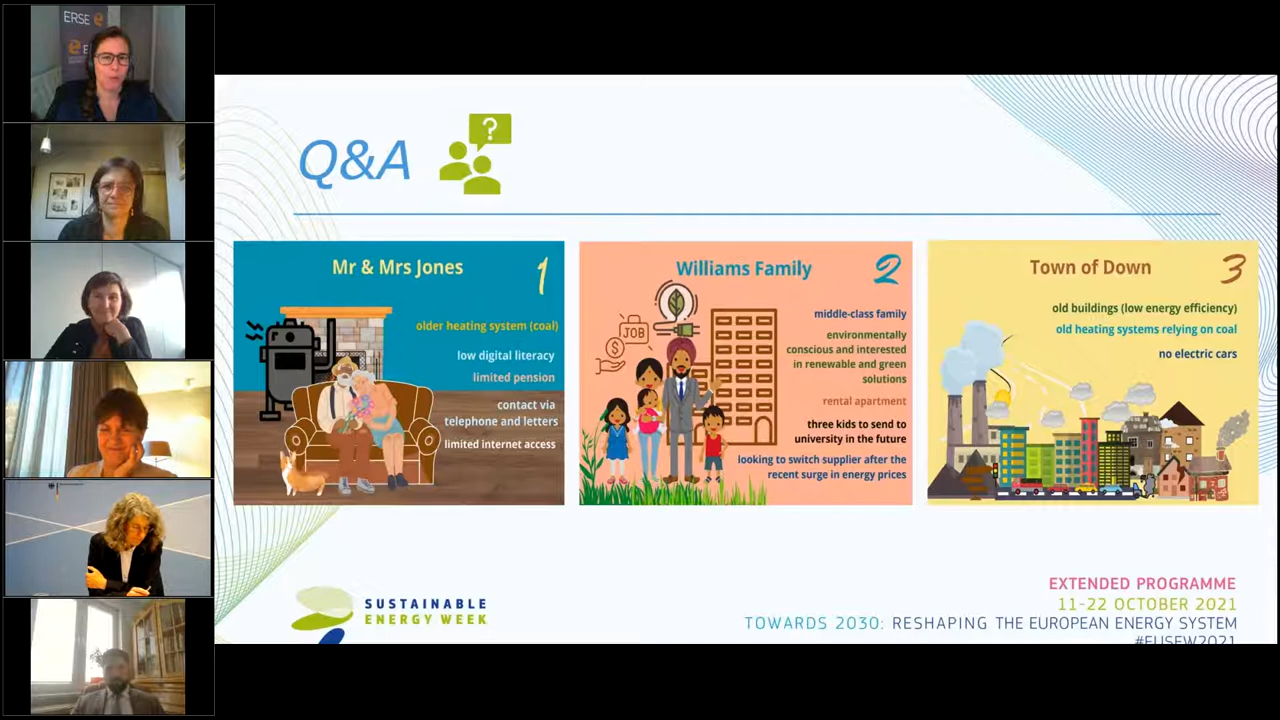 ERSE
Q&A
?
Mr & Mrs Jones
1
older heating system (coal)
low digital literacy
limited pension
contact via
telephone and letters
limited internet access
Williams Family
2
JOB
$
middle-class family
environmentally
conscious and interested
in renewable and green
solutions
rental apartment
three kids to send to
university in the future
looking to switch supplier after the
recent surge in energy prices
Town of Down
3
old buildings (low energy efficiency)
old heating systems relying on coal
no electric cars
SUSTAINABLE
ENERGY WEEK
EXTENDED PROGRAMME
11-22 OCTOBER 2021
TOWARDS 2030: RESHAPING THE EUROPEAN ENERGY SYSTEM
#EUSEW2021